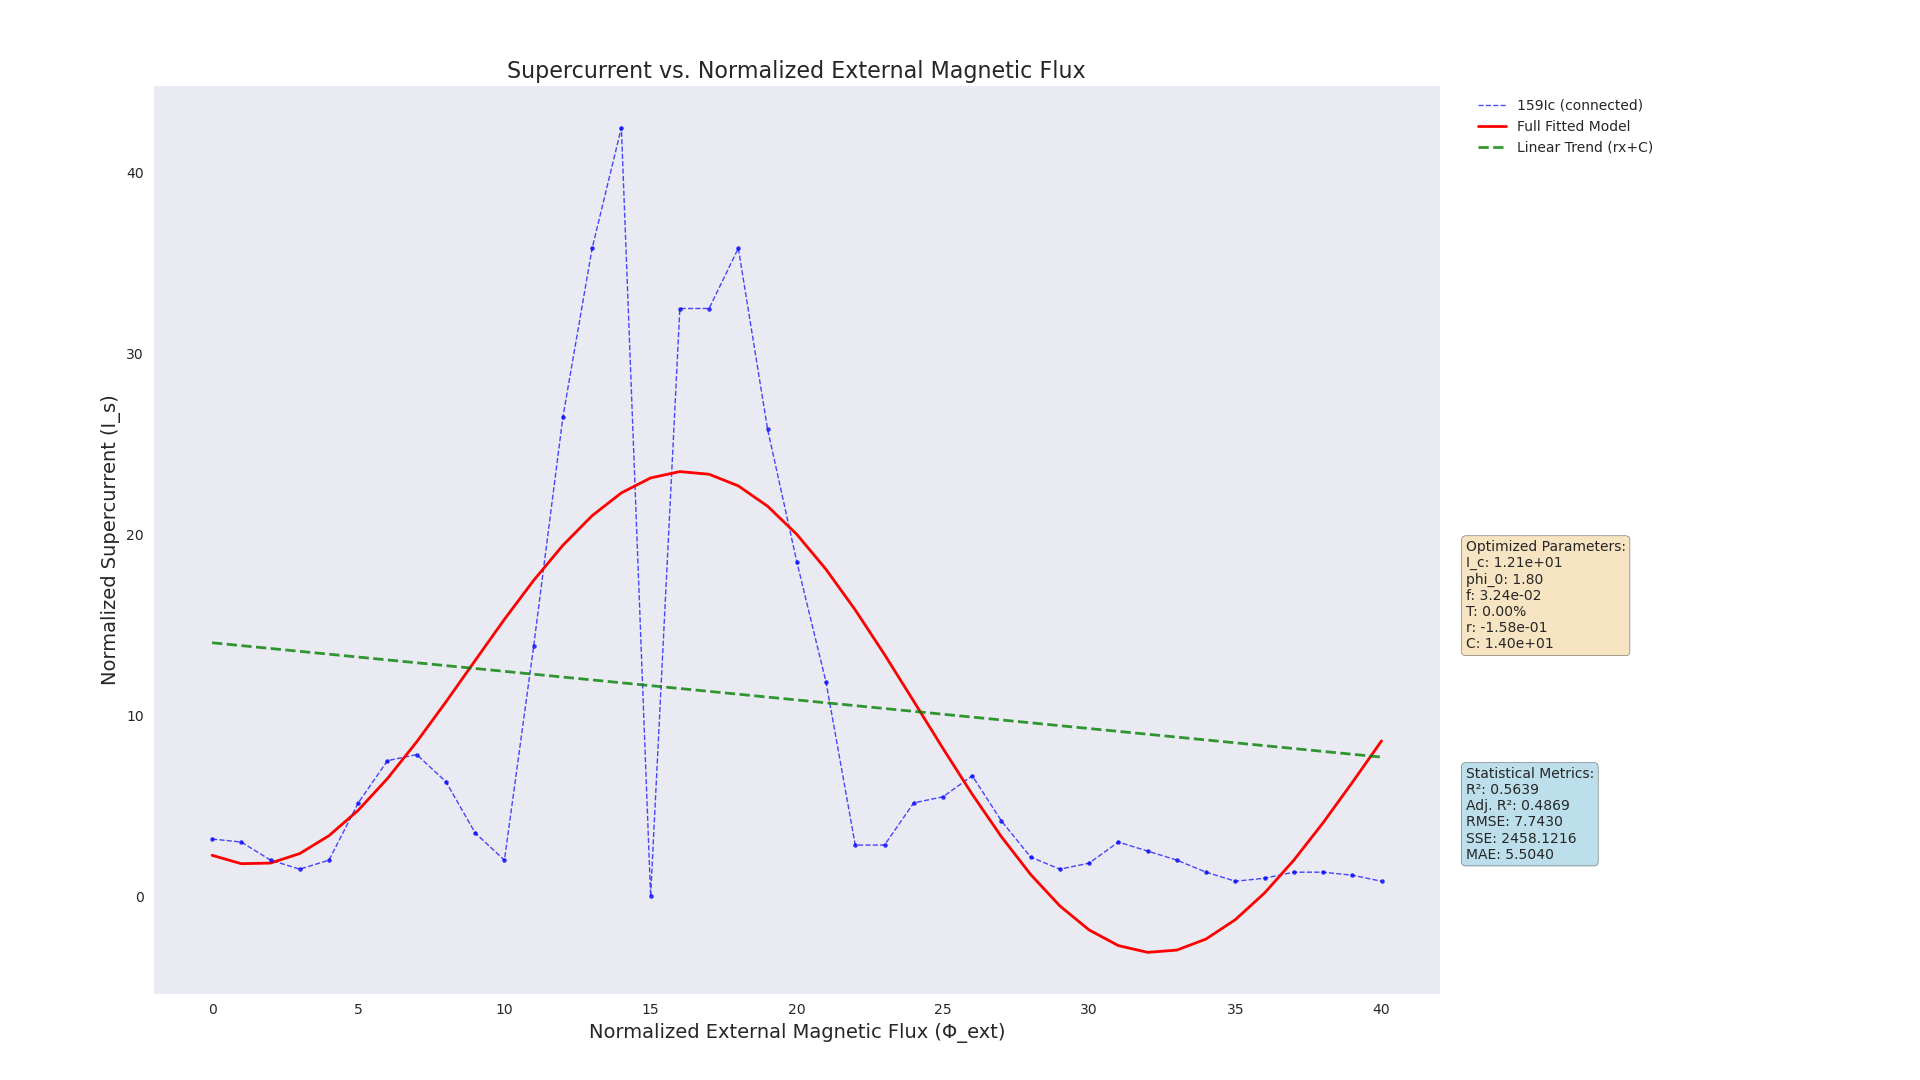 Supercurrent vs. Normalized External Magnetic Flux
159Ic (connected)
Full Fitted Model
Linear Trend (rx+C)
Normalized Supercurrent (I_s)
40
30
20
10
0
0 5 10 15 20 25 30 35 40
Normalized External Magnetic Flux (Φ_ext)
Optimized Parameters:
I_c: 1.21e+01
phi_0: 1.80
f: 3.24e-02
T: 0.00%
r: -1.58e-01
C: 1.40e+01
Statistical Metrics:
R²: 0.5639
Adj. R²: 0.4869
RMSE: 7.7430
SSE: 2458.1216
MAE: 5.5040